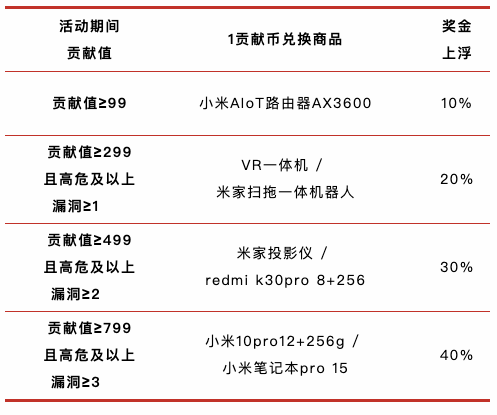 活动期间
贡献值
1贡献币兑换商品
奖金
上浮
贡献值≥99
小米AIoT路由器AX3600
10%
贡献值≥299
且高危及以上
漏洞≥1
VR一体机 /
米家扫拖一体机器人
20%
贡献值≥499
且高危及以上
漏洞≥2
米家投影仪 /
redmi k30pro 8+256
30%
贡献值≥799
且高危及以上
漏洞≥3
小米10pro12+256g /
小米笔记本pro 15
40%